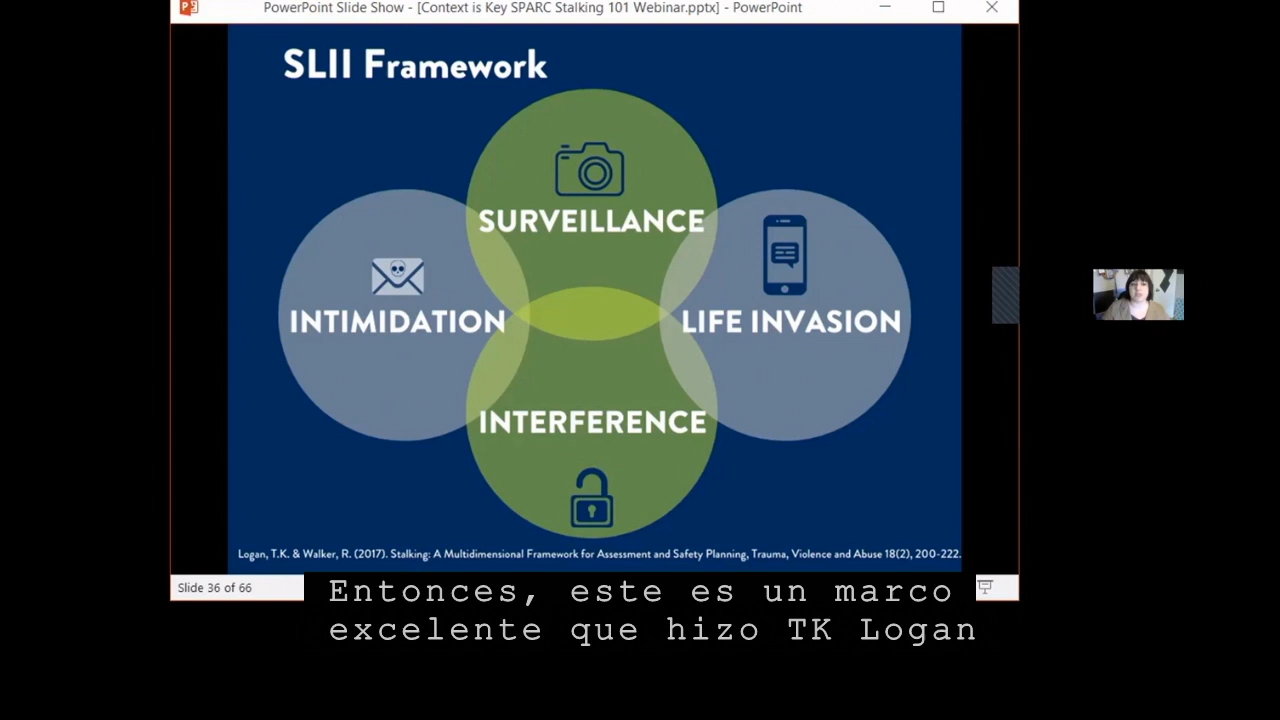 PowerPoint Slide Show - [Context is Key SPARC Stalking 101 Webinar.pptx] - PowerPoint
SLII Framework
SURVEILLANCE
INTIMIDATION
LIFE INVASION
INTERFERENCE
Logan, T.K. & Walker, R. (2017). Stalking: A Multidimensional Framework for Assessment and Safety Planning, Trauma, Violence and Abuse 18(2), 200-222.
Slide 36 of 66
Entonces, este es un marco
excelente que hizo TK Logan